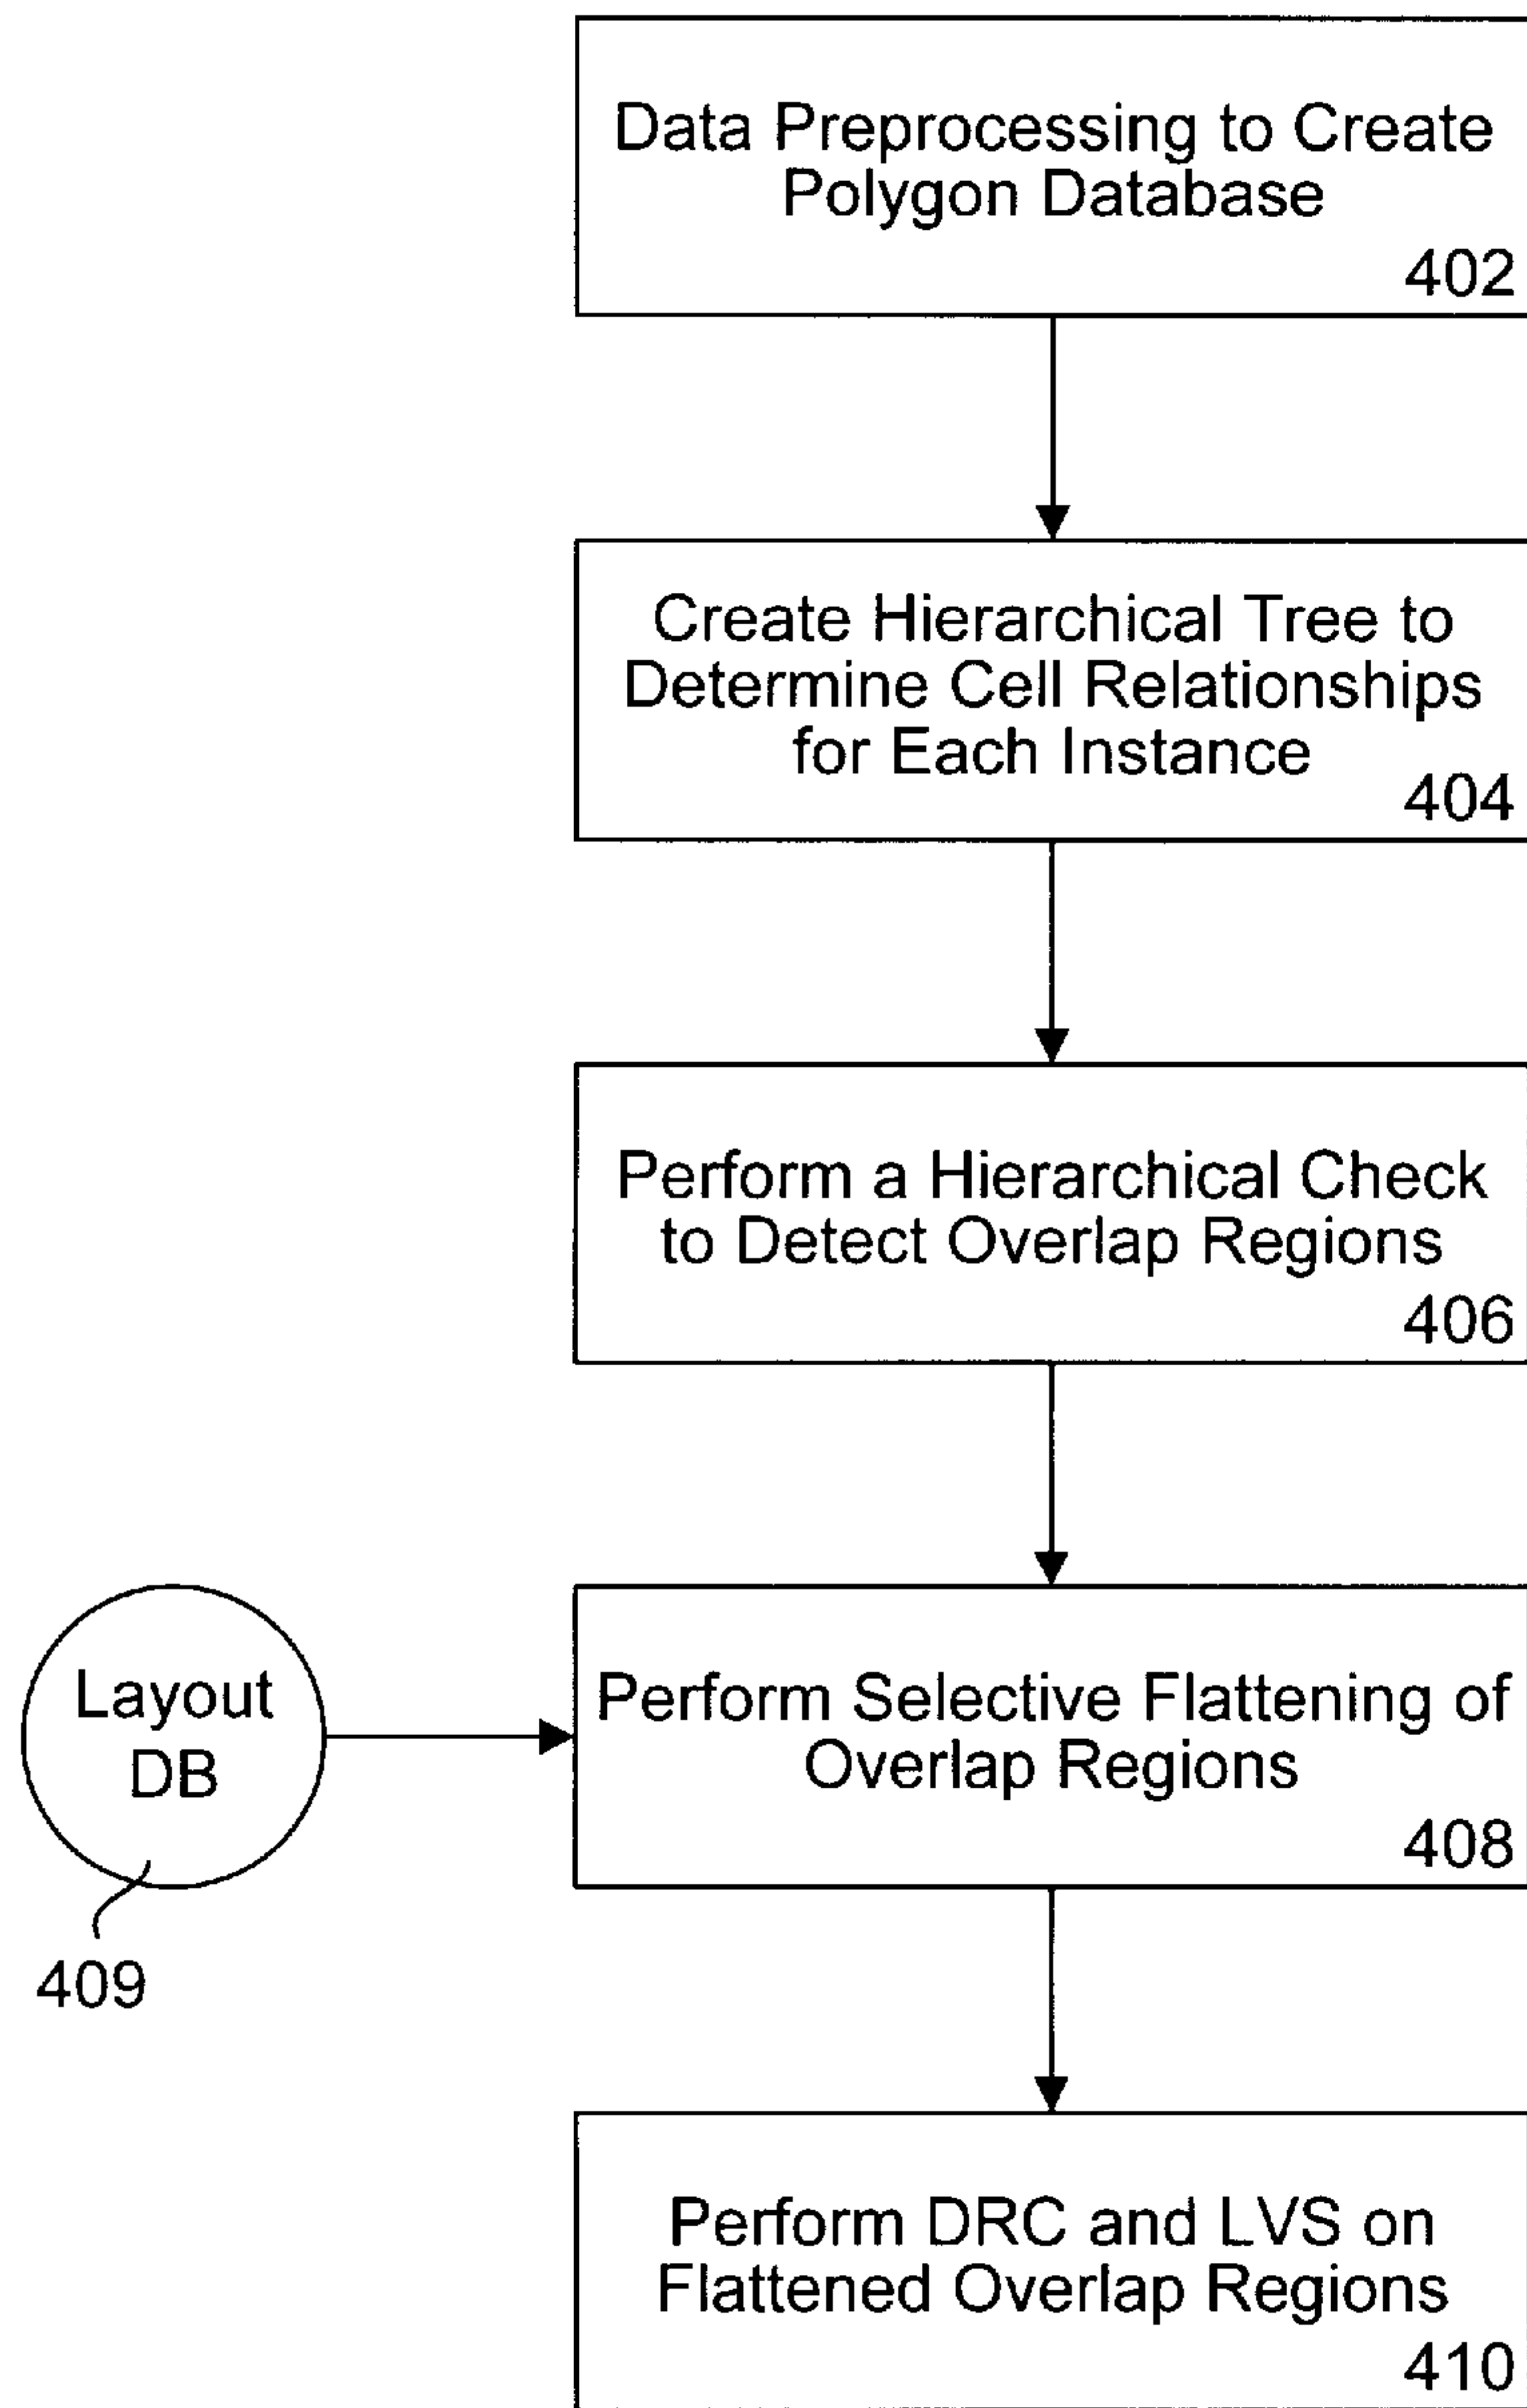 Data Preprocessing to Create
Polygon Database
402
Create Hierarchical Tree to
Determine Cell Relationships
for Each Instance
404
Perform a Hierarchical Check
to Detect Overlap Regions
406
Layout
DB
409
Perform Selective Flattening of
Overlap Regions
408
Perform DRC and LVS on
Flattened Overlap Regions
410